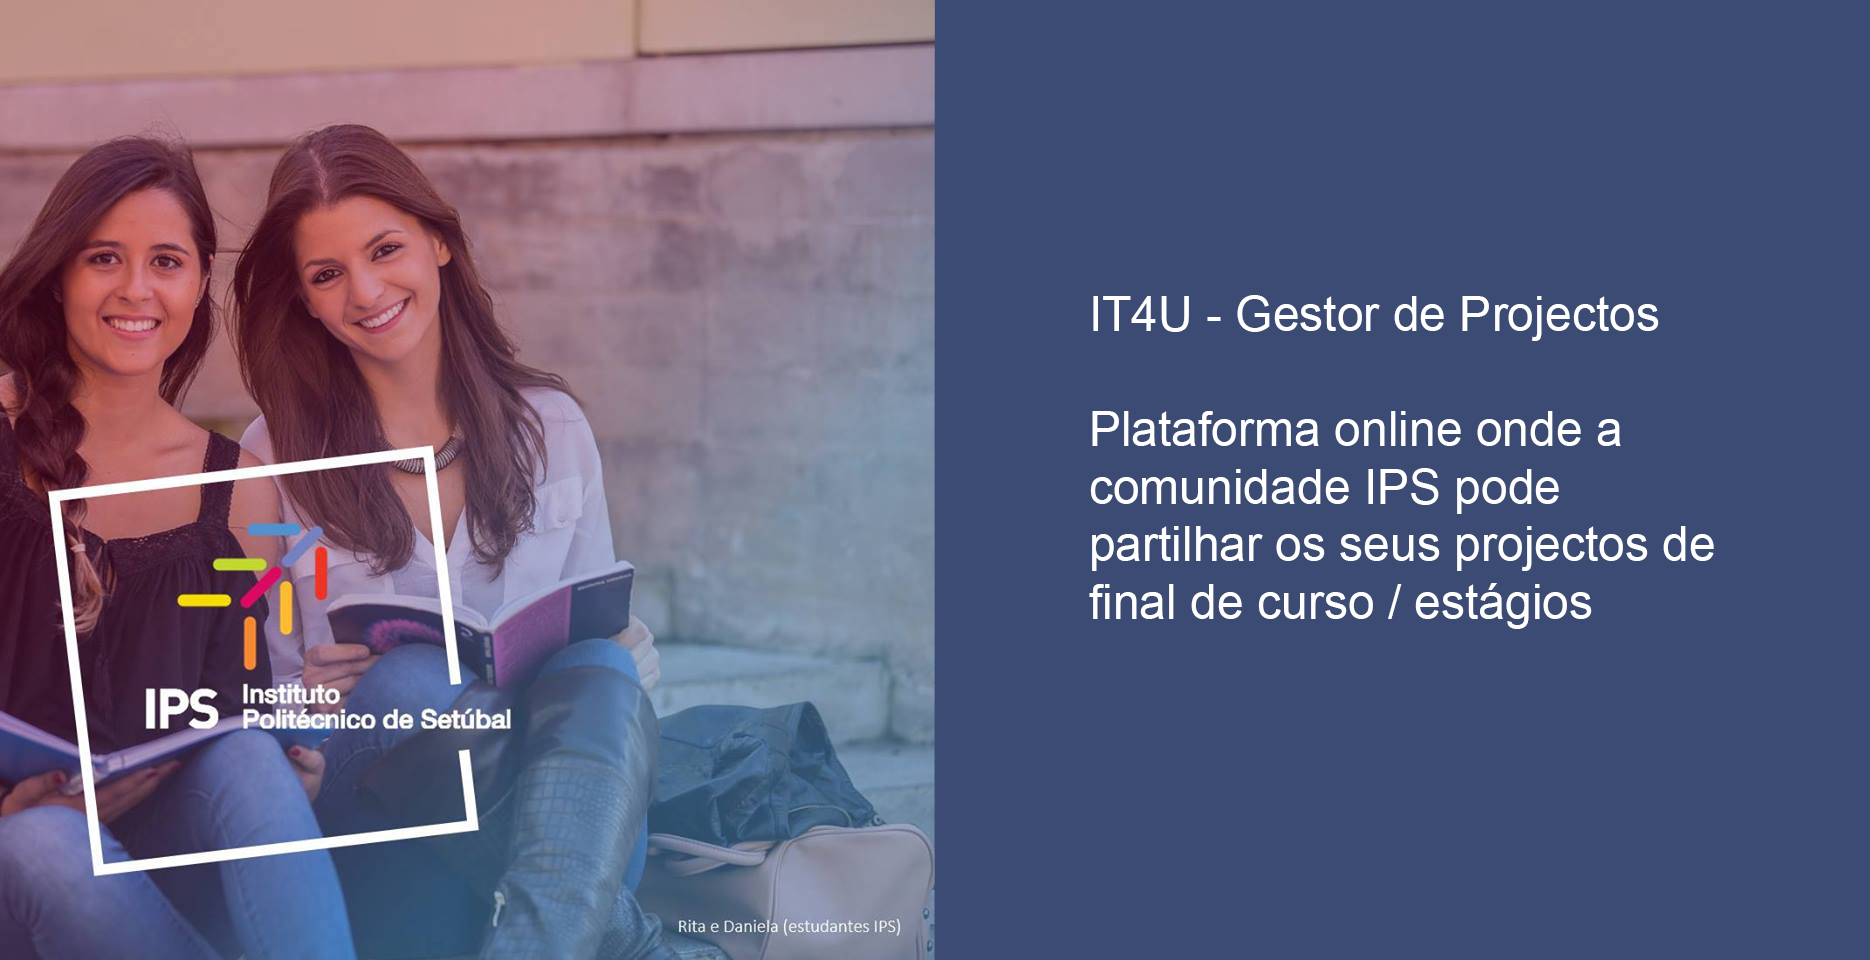 IPS Instituto
Politécnico de Setúbal
Rita e Daniela (estudantes IPS)
IT4U - Gestor de Projectos
Plataforma online onde a
comunidade IPS pode
partilhar os seus projectos de
final de curso / estágios